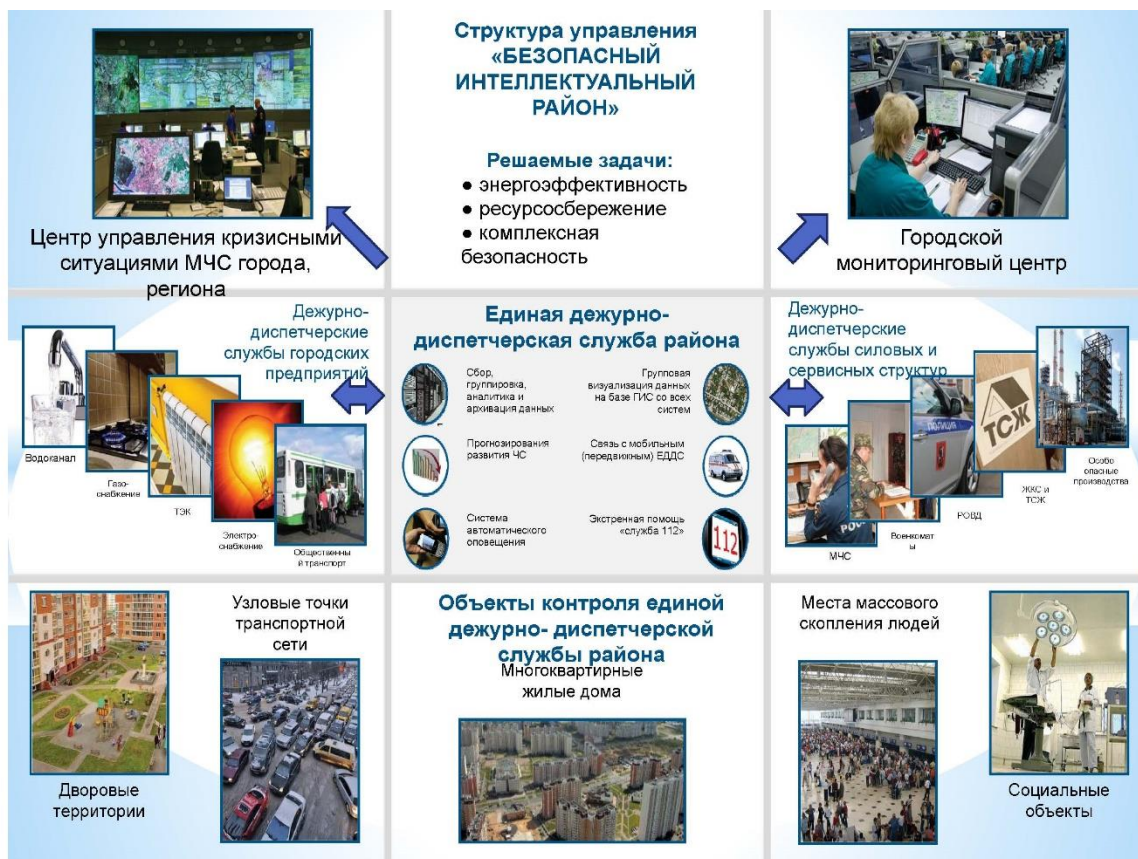 Структура управления
«БЕЗОПАСНЫЙ
ИНТЕЛЛЕКТУАЛЬНЫЙ
РАЙОН»
Решаемые задачи:
● энергоэффективность
● ресурсосбережение
● комплексная
безопасность
Центр управления кризисными
ситуациями МЧС города,
региона
Городской
мониторинговый центр
Дежурно-
диспетчерские
службы городских
предприятий
Водоканал
Газо-
снабжение
ТЭК
Электро-
снабжение
Общественны
й транспорт
Единая дежурно-
диспетчерская служба района
Сбор,
группировка,
аналитика и
архивация данных
Групповая
визуализация данных
на базе ГИС со всех
систем
Прогнозирования
развития ЧС
Связь с мобильным
(передвижным) ЕДДС
Система
автоматического
оповещения
Экстренная помощь
«служба 112»
112
Дежурно-
диспетчерские
службы силовых и
сервисных структур
МЧС
РОС
Военкомат
ы
ПОЛИЦИЯ
РОВД
ТСЖ
ЖКС и
ТСЖ
Особо
опасные
производства
Дворовые
территории
Узловые точки
транспортной
сети
Объекты контроля единой
дежурно- диспетчерской
службы района
Многоквартирные
жилые дома
Места массового
скопления людей
Социальные
объекты